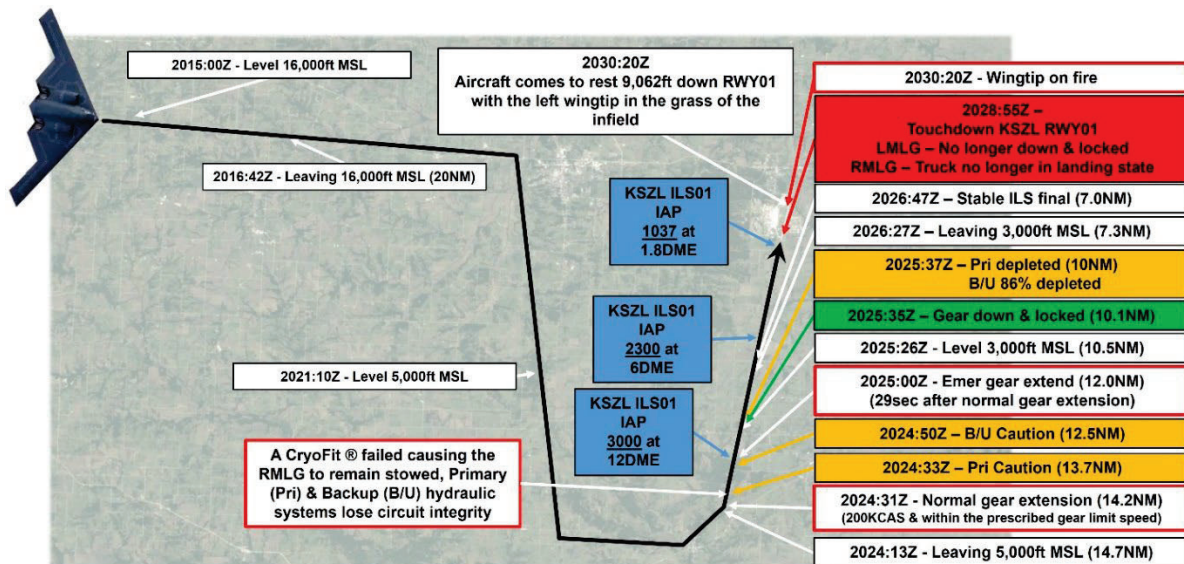 2015:00Z - Level 16,000ft MSL
2016:42Z - Leaving 16,000ft MSL (20NM)
2021:10Z - Level 5,000ft MSL
A CryoFit ® failed causing the
RMLG to remain stowed, Primary
(Pri) & Backup (B/U) hydraulic
systems lose circuit integrity
2030:20Z
Aircraft comes to rest 9,062ft down RWY01
with the left wingtip in the grass of the
infield
KSZL ILS01
IAP
1037 at
1.8DME
KSZL ILS01
IAP
2300 at
6DME
KSZL ILS01
IAP
3000 at
12DME
2030:20Z - Wingtip on fire
2028:55Z –
Touchdown KSZL RWY01
LMLG – No longer down & locked
RMLG – Truck no longer in landing state
2026:47Z – Stable ILS final (7.0NM)
2026:27Z – Leaving 3,000ft MSL (7.3NM)
2025:37Z – Pri depleted (10NM)
B/U 86% depleted
2025:35Z – Gear down & locked (10.1NM)
2025:26Z - Level 3,000ft MSL (10.5NM)
2025:00Z - Emer gear extend (12.0NM)
(29sec after normal gear extension)
2024:50Z – B/U Caution (12.5NM)
2024:33Z – Pri Caution (13.7NM)
2024:31Z - Normal gear extension (14.2NM)
(200KCAS & within the prescribed gear limit speed)
2024:13Z – Leaving 5,000ft MSL (14.7NM)